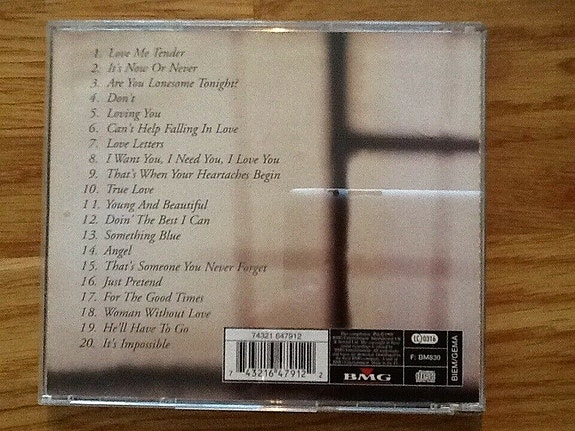 1. Love Me Tender
2. It's Now Or Never
3. Are You Lonesome Tonight?
4. Don't
5. Loving You
6. Can't Help Falling In Love
7. Love Letters
8. I Want You, I Need You, I Love You
9. That's When Your Heartaches Begin
10. True Love
11. Young And Beautiful
12. Doin' The Best I Can
13. Something Blue
14. Angel
15. That's Someone You Never Forget
16. Just Pretend
17. For The Good Times
18. Woman Without Love
19. He'll Have To Go
20. It's Impossible
74321 647912
7 43216 47912 2
BMG
LC 0316
F: BM830
BIEM/GEMA